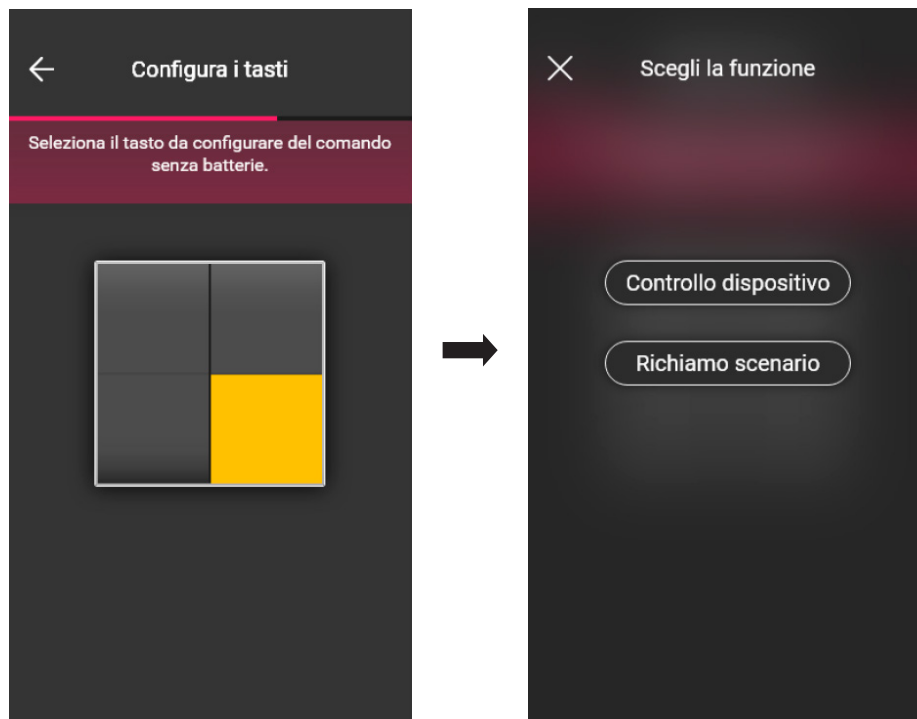 Configura i tasti
Seleziona il tasto da configurare del comando
senza batterie.
Scegli la funzione
Controllo dispositivo
Richiamo scenario